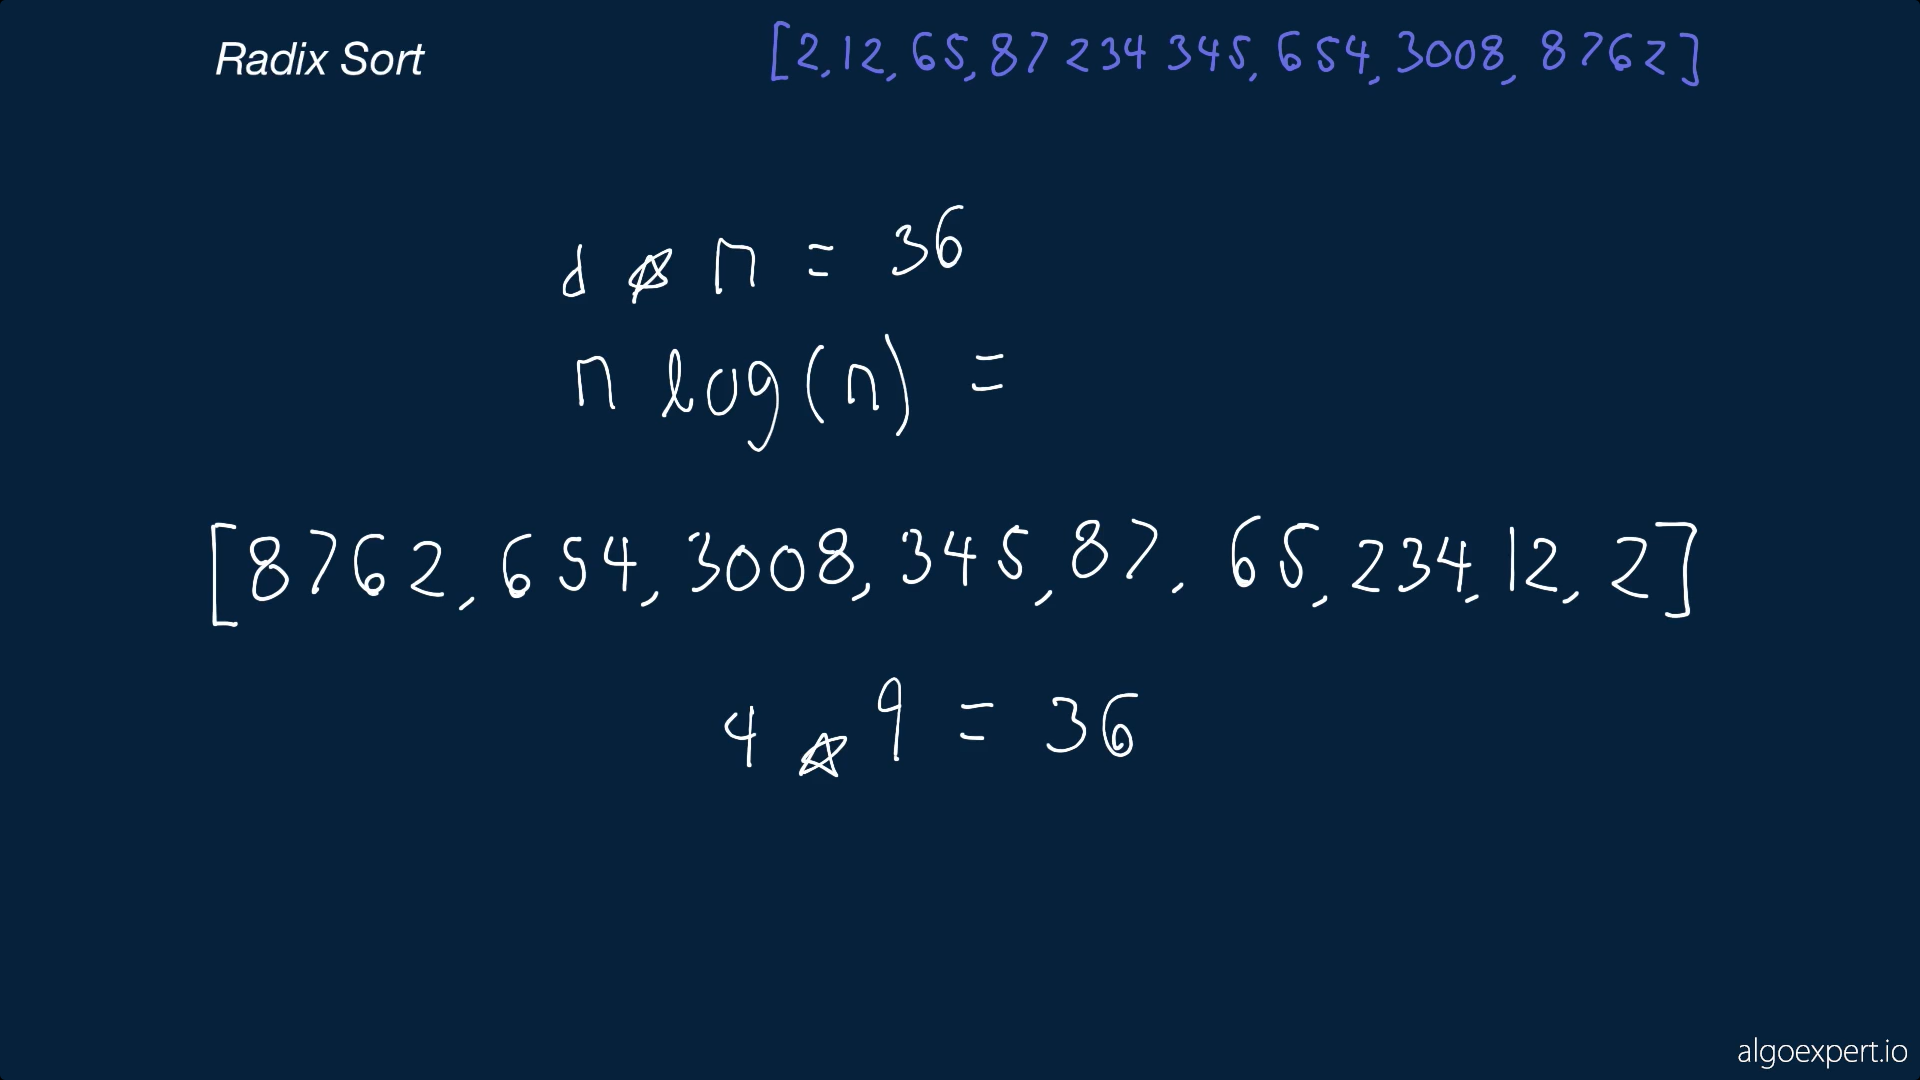 Radix Sort
[2,12,65,87 234 345,654,3008,8762]
d * n = 36
n log(n) =
[8762,654,3008,345,87,65,234,12,2]
4 * 9 = 36
algoexpert.io